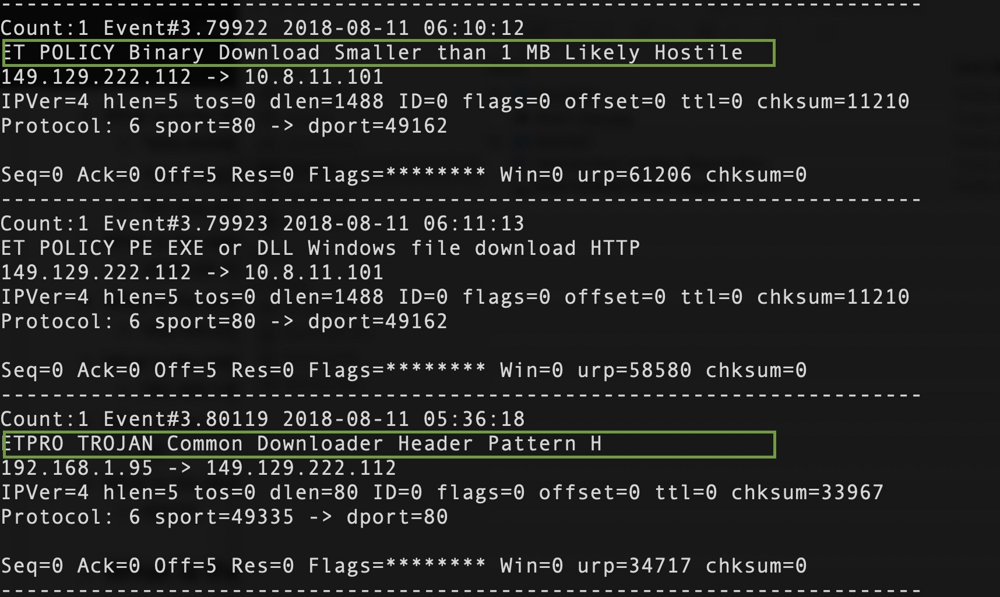 ------------------------------------------------------------------------
Count:1 Event#3.79922 2018-08-11 06:10:12
ET POLICY Binary Download Smaller than 1 MB Likely Hostile
149.129.222.112 -> 10.8.11.101
IPVer=4 hlen=5 tos=0 dlen=1488 ID=0 flags=0 offset=0 ttl=0 chksum=11210
Protocol: 6 sport=80 -> dport=49162
Seq=0 Ack=0 Off=5 Res=0 Flags=******** Win=0 urp=61206 chksum=0
------------------------------------------------------------------------
Count:1 Event#3.79923 2018-08-11 06:11:13
ET POLICY PE EXE or DLL Windows file download HTTP
149.129.222.112 -> 10.8.11.101
IPVer=4 hlen=5 tos=0 dlen=1488 ID=0 flags=0 offset=0 ttl=0 chksum=11210
Protocol: 6 sport=80 -> dport=49162
Seq=0 Ack=0 Off=5 Res=0 Flags=******** Win=0 urp=58580 chksum=0
------------------------------------------------------------------------
Count:1 Event#3.80119 2018-08-11 05:36:18
ETPRO TROJAN Common Downloader Header Pattern H
192.168.1.95 -> 149.129.222.112
IPVer=4 hlen=5 tos=0 dlen=80 ID=0 flags=0 offset=0 ttl=0 chksum=33967
Protocol: 6 sport=49335 -> dport=80
Seq=0 Ack=0 Off=5 Res=0 Flags=******** Win=0 urp=34717 chksum=0
------------------------------------------------------------------------